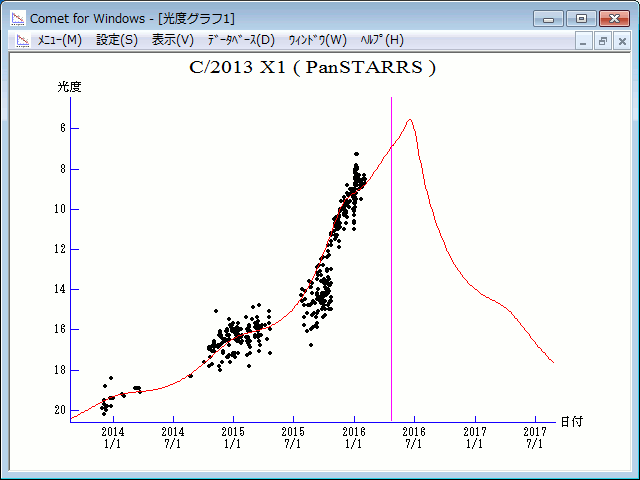 Comet for Windows - [光度グラフ1]
ﾒﾆｭｰ(M) 設定(S) 表示(V) ﾃﾞｰﾀﾍﾞｰｽ(D) ｳｨﾝﾄﾞｳ(W) ﾍﾙﾌﾟ(H)
C/2013 X1 ( PanSTARRS )
光度
6
8
10
12
14
16
18
20
日付
2014 2014 2015 2015 2016 2016 2017 2017
1/1 7/1 1/1 7/1 1/1 7/1 1/1 7/1